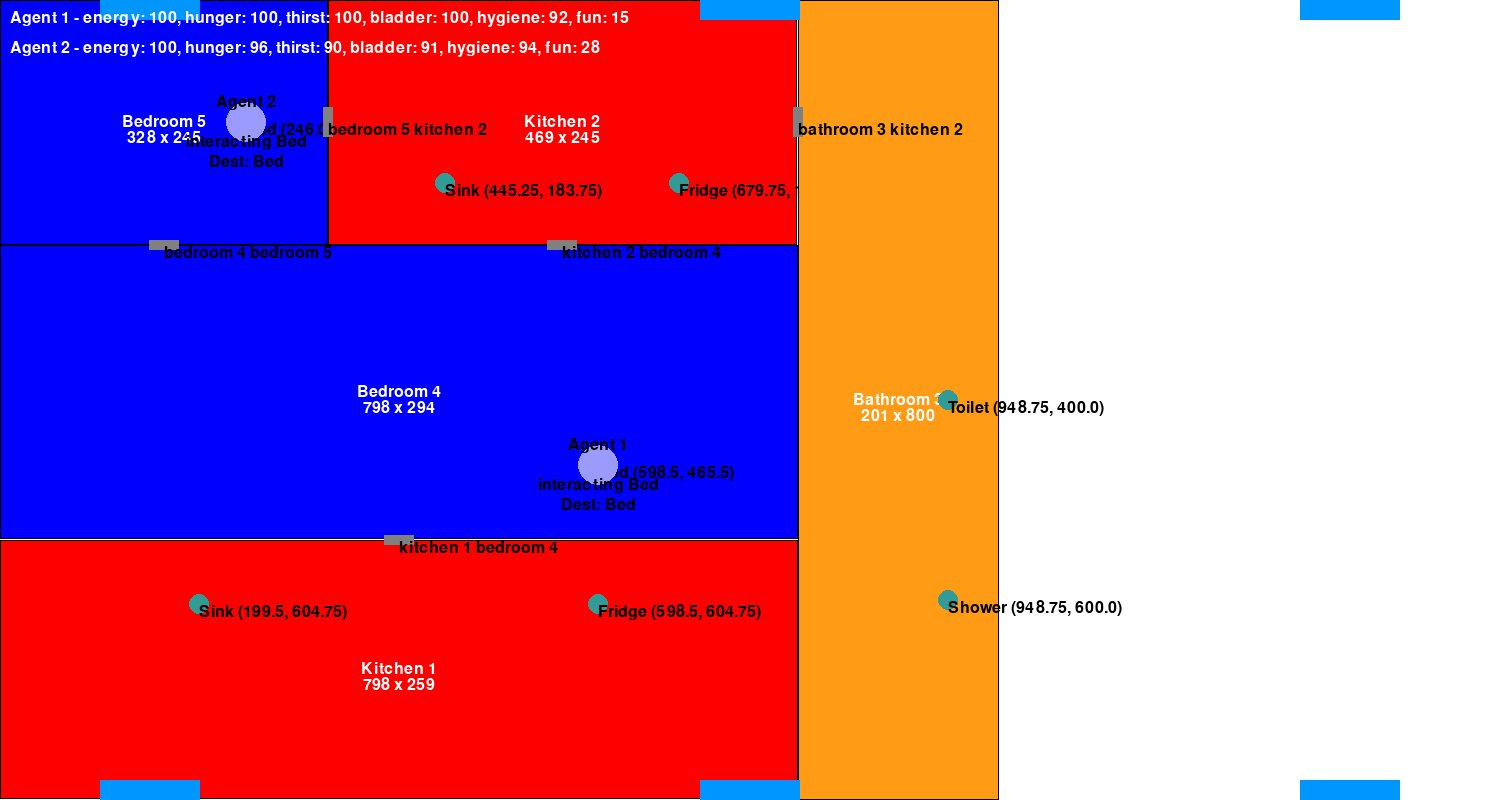 Agent 1 - energy: 100, hunger: 100, thirst: 100, bladder: 100, hygiene: 92, fun: 15
Agent 2 - energy: 100, hunger: 96, thirst: 90, bladder: 91, hygiene: 94, fun: 28
Agent 2
Bedroom 5
328 x 245
(246.0
interacting Bed
Dest: Bed
bedroom 5 kitchen 2
Kitchen 2
469 x 245
bathroom 3 kitchen 2
Sink (445.25, 183.75)
Fridge (679.75,
bedroom 4 bedroom 5
kitchen 2 bedroom 4
Bedroom 4
798 x 294
Bathroom 3
201 x 800
Toilet (948.75, 400.0)
Agent 1
(598.5, 465.5)
interacting Bed
Dest: Bed
kitchen 1 bedroom 4
Sink (199.5, 604.75)
Fridge (598.5, 604.75)
Shower (948.75, 600.0)
Kitchen 1
798 x 259